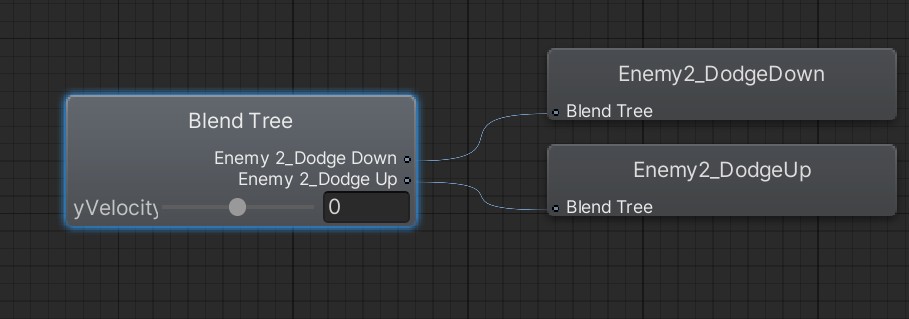 Blend Tree
Enemy 2_Dodge Down
Enemy 2_Dodge Up
yVelocity
0
Enemy2_DodgeDown
Blend Tree
Enemy2_DodgeUp
Blend Tree